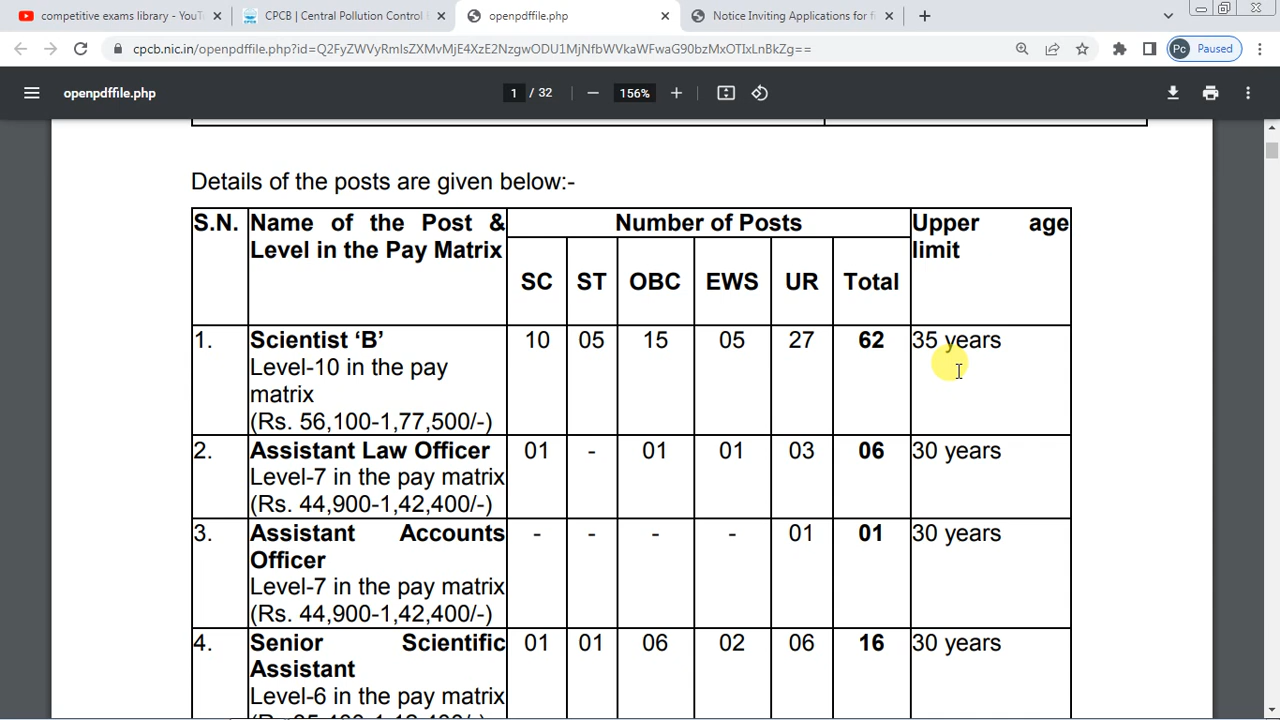 competitive exams library - YouT
CPCB | Central Pollution Control I
openpdffile.php
Notice Inviting Applications for fi
cpcb.nic.in/openpdffile.php?id=Q2FyZWVyRmlsZXMvMjE4XzE2NzgwODU1MjNfbWVkaWFwaG90bzMxOTIxLnBkZg==
Paused
openpdffile.php
1 / 32
156%
Details of the posts are given below:-
S.N. Name of the Post & Level in the Pay Matrix Number of Posts Upper age limit
SC ST OBC EWS UR Total
1. Scientist ‘B’ 10 05 15 05 27 62 35 years
Level-10 in the pay
matrix
(Rs. 56,100-1,77,500/-)
2. Assistant Law Officer 01 - 01 01 03 06 30 years
Level-7 in the pay matrix
(Rs. 44,900-1,42,400/-)
3. Assistant Accounts - - - - 01 01 30 years
Officer
Level-7 in the pay matrix
(Rs. 44,900-1,42,400/-)
4. Senior Scientific 01 01 06 02 06 16 30 years
Assistant
Level-6 in the pay matrix